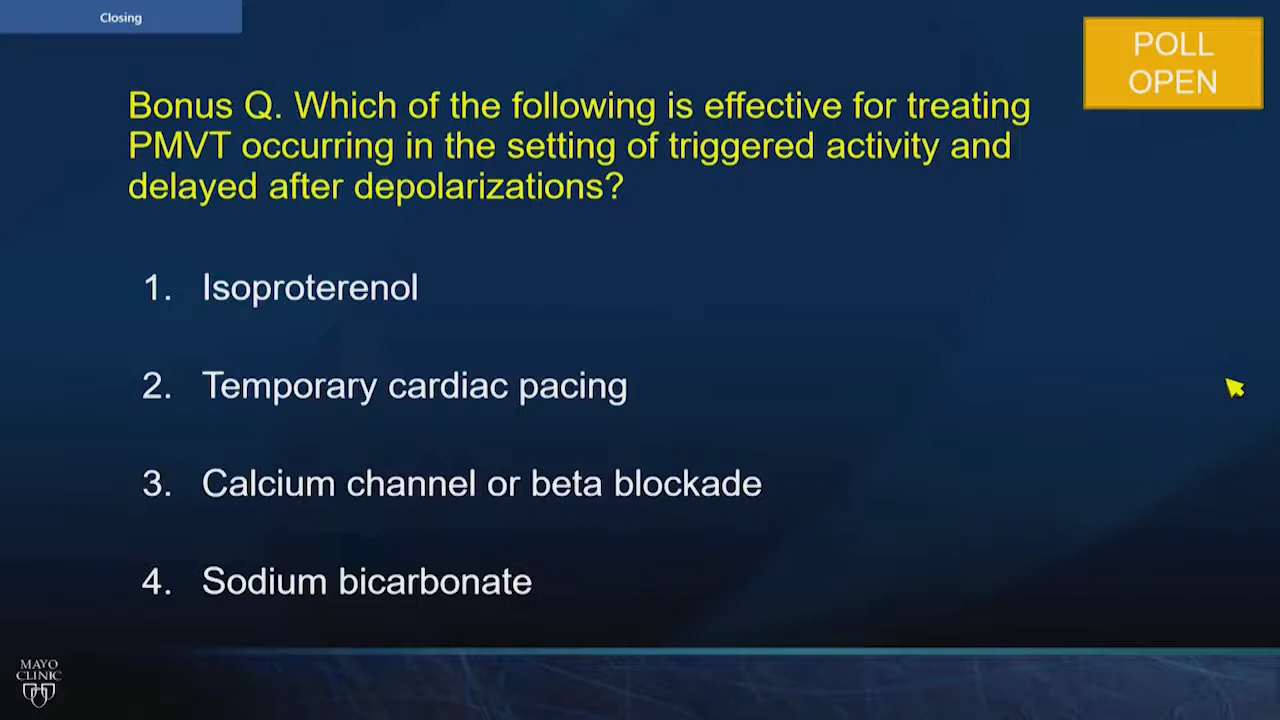 Closing
POLL
OPEN
Bonus Q. Which of the following is effective for treating
PMVT occurring in the setting of triggered activity and
delayed after depolarizations?
1. Isoproterenol
2. Temporary cardiac pacing
3. Calcium channel or beta blockade
4. Sodium bicarbonate
MAYO
CLINIC